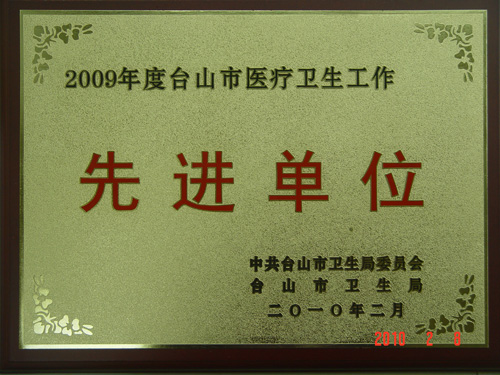 2009年度台山市医疗卫生工作
先进单位
中共台山市卫生局委员会
台山市卫生局
二〇一〇年二月
2010 2 8